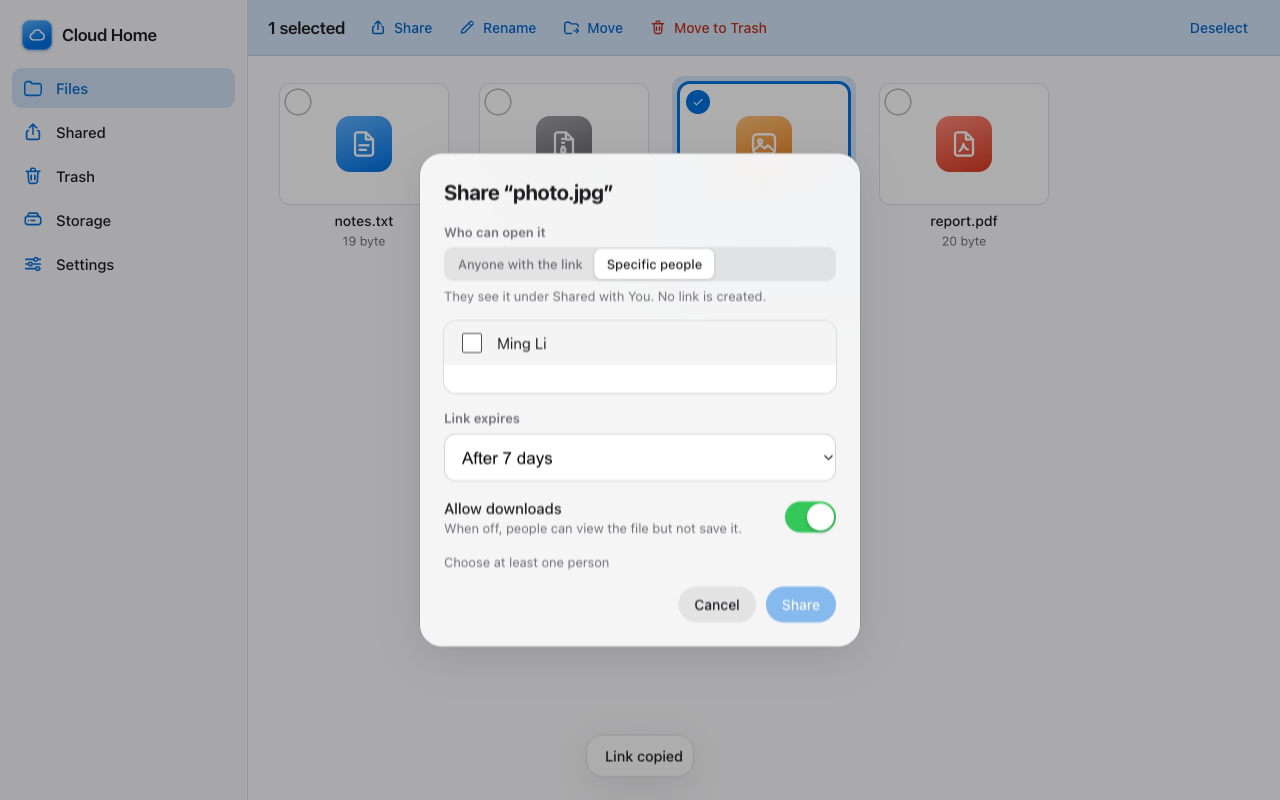 Cloud Home
1 selected
Share
Rename
Move
Move to Trash
Deselect
Files
Shared
Trash
Storage
Settings
notes.txt
19 byte
report.pdf
20 byte
Share “photo.jpg”
Who can open it
Anyone with the link
Specific people
They see it under Shared with You. No link is created.
Ming Li
Link expires
After 7 days
Allow downloads
When off, people can view the file but not save it.
Choose at least one person
Cancel
Share
Link copied